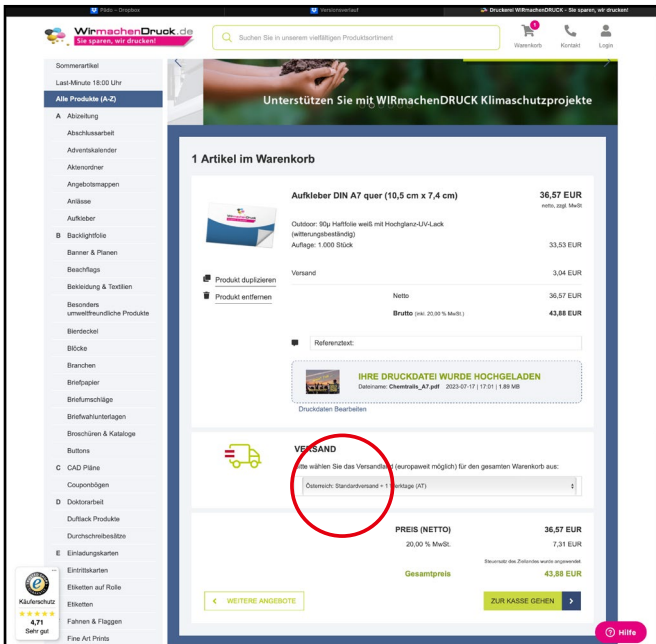 Pädo – Dropbox
Versionsverlauf
Druckerei WIRmachenDRUCK - Sie sparen, wir drucken!
WirmachenDruck.de
Sie sparen, wir drucken!
Suchen Sie in unserem vielfältigen Produktsortiment
1
Warenkorb
Kontakt
Login
Sommerartikel
Last-Minute 18:00 Uhr
Alle Produkte (A-Z)
A Abizeitung
Abschlussarbeit
Adventskalender
Aktenordner
Angebotsmappen
Anlässe
Aufkleber
B Backlightfolie
Banner & Planen
Beachflags
Bekleidung & Textilien
Besonders
umweltfreundliche Produkte
Bierdeckel
Blöcke
Branchen
Briefpapier
Briefumschläge
Briefwahlunterlagen
Broschüren & Kataloge
Buttons
C CAD Pläne
Couponbögen
D Doktorarbeit
Duftlack Produkte
Durchschreibesätze
E Einladungskarten
Eintrittskarten
Etiketten auf Rolle
Etiketten
Fahnen & Flaggen
Fine Art Prints
Käuferschutz
4,71
Sehr gut
Unterstützen Sie mit WIRmachenDRUCK Klimaschutzprojekte
1 Artikel im Warenkorb
Aufkleber DIN A7 quer (10,5 cm x 7,4 cm)
36,57 EUR
netto, zzgl. MwSt
Outdoor: 90µ Haftfolie weiß mit Hochglanz-UV-Lack
(witterungsbeständig)
Auflage: 1.000 Stück
33,53 EUR
Versand
3,04 EUR
Produkt duplizieren
Produkt entfernen
Netto
36,57 EUR
Brutto (inkl. 20,00 % MwSt.)
43,88 EUR
Referenztext:
IHRE DRUCKDATEI WURDE HOCHGELADEN
Dateiname: Chemtrails_A7.pdf 2023-07-17 | 17:01 | 1.89 MB
Druckdaten Bearbeiten
VERSAND
Bitte wählen Sie das Versandland (europaweit möglich) für den gesamten Warenkorb aus:
Österreich: Standardversand + 1 Werktage (AT)
PREIS (NETTO)
36,57 EUR
20,00 % MwSt.
7,31 EUR
Steuersatz des Ziellandes wurde angewendet
Gesamtpreis
43,88 EUR
WEITERE ANGEBOTE
ZUR KASSE GEHEN
Hilfe